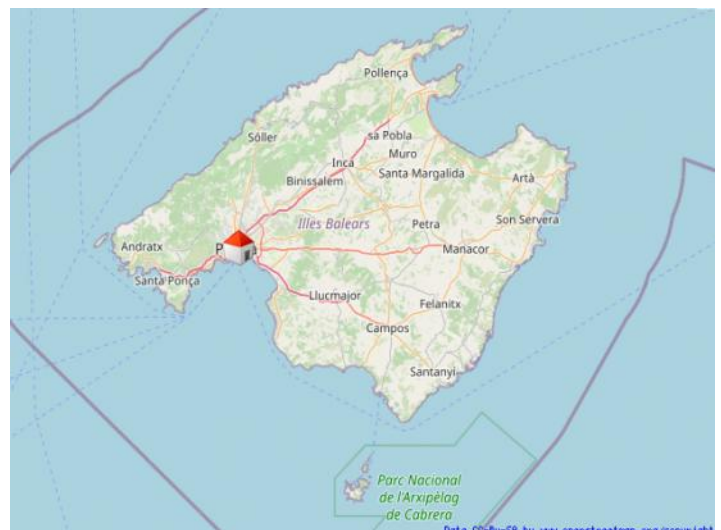 Pollença
sa Pobla
Sóller
Muro
Inca
Santa Margalida
Binissalem
Artà
Son Servera
Illes Balears
Petra
Andratx
Manacor
Santa Ponça
Llucmajor
Felanitx
Campos
Santanyí
Parc Nacional
de l'Arxipèlag
de Cabrera